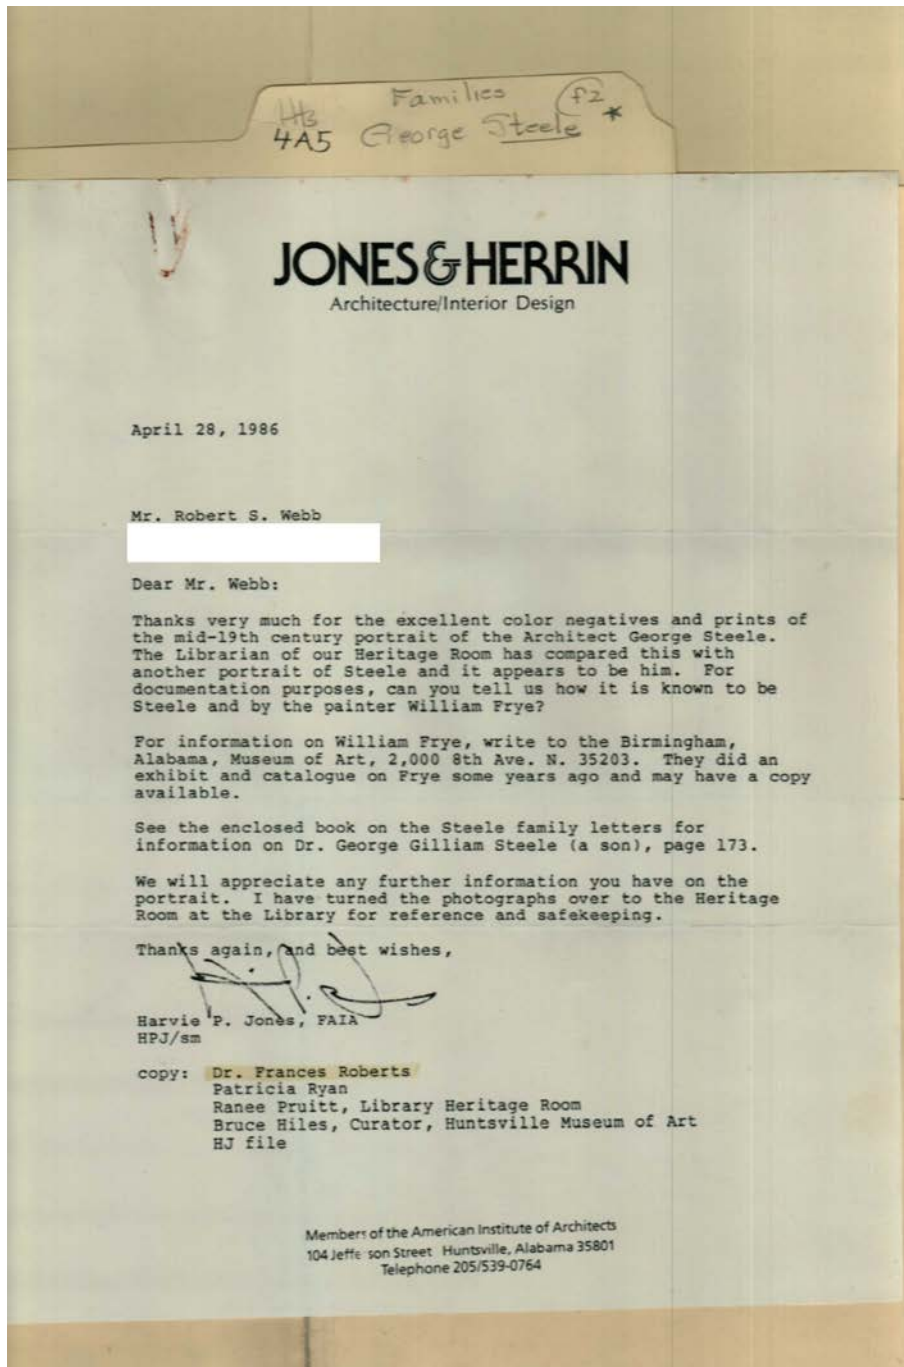 Families f2
HB George Steele *
4A5
JONES & HERRIN
Architecture/Interior Design
April 28, 1986
Mr. Robert S. Webb
Dear Mr. Webb:
Thanks very much for the excellent color negatives and prints of
the mid-19th century portrait of the Architect George Steele.
The Librarian of our Heritage Room has compared this with
another portrait of Steele and it appears to be him.  For
documentation purposes, can you tell us how it is known to be
Steele and by the painter William Frye?
For information on William Frye, write to the Birmingham,
Alabama, Museum of Art, 2,000 8th Ave. N. 35203.  They did an
exhibit and catalogue on Frye some years ago and may have a copy
available.
See the enclosed book on the Steele family letters for
information on Dr. George Gilliam Steele (a son), page 173.
We will appreciate any further information you have on the
portrait.  I have turned the photographs over to the Heritage
Room at the Library for reference and safekeeping.
Thanks again, and best wishes,
Harvie P. Jones, FAIA
HPJ/sm
copy: Dr. Frances Roberts
Patricia Ryan
Ranee Pruitt, Library Heritage Room
Bruce Hiles, Curator, Huntsville Museum of Art
HJ file
Members of the American Institute of Architects
104 Jeffe son Street Huntsville, Alabama 35801
Telephone 205/539-0764